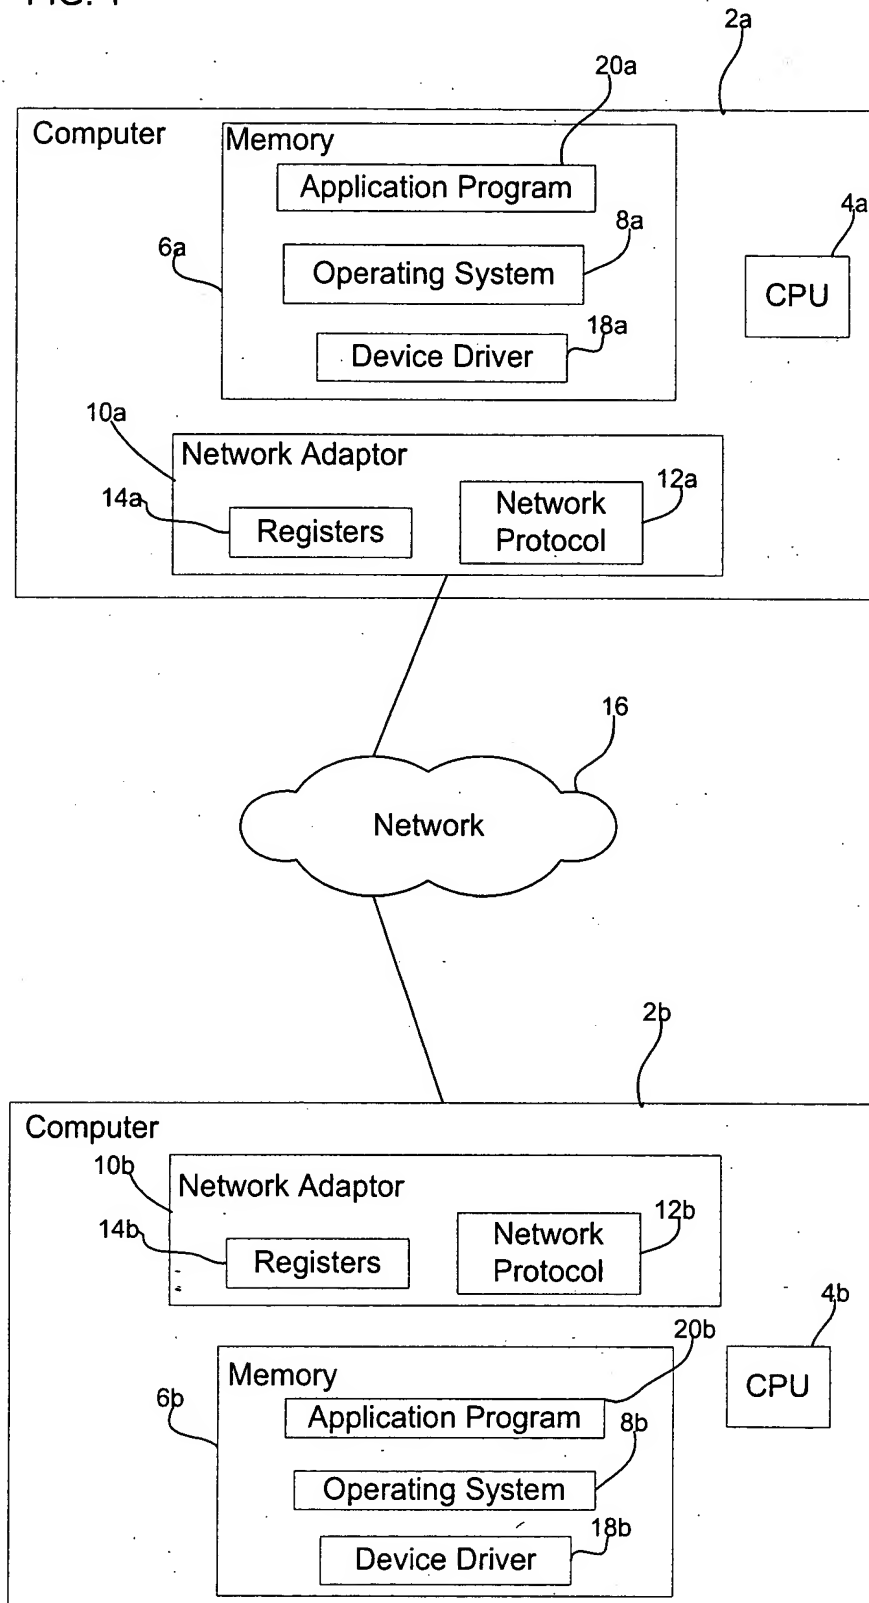 FIG. 1
2a
20a
Computer
Memory
Application Program
4a
8a
6a
Operating System
CPU
18a
Device Driver
10a
Network Adaptor
12a
14a
Network
Registers
Protocol
16
Network
2b
Computer
10b
Network Adaptor
12b
14b
Network
Registers
Protocol
4b
20b
Memory
CPU
6b
Application Program
8b
Operating System
18b
Device Driver